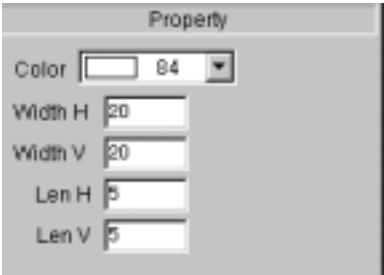 Property
Color 84
Width H 20
Width V 20
Len H 5
Len V 5